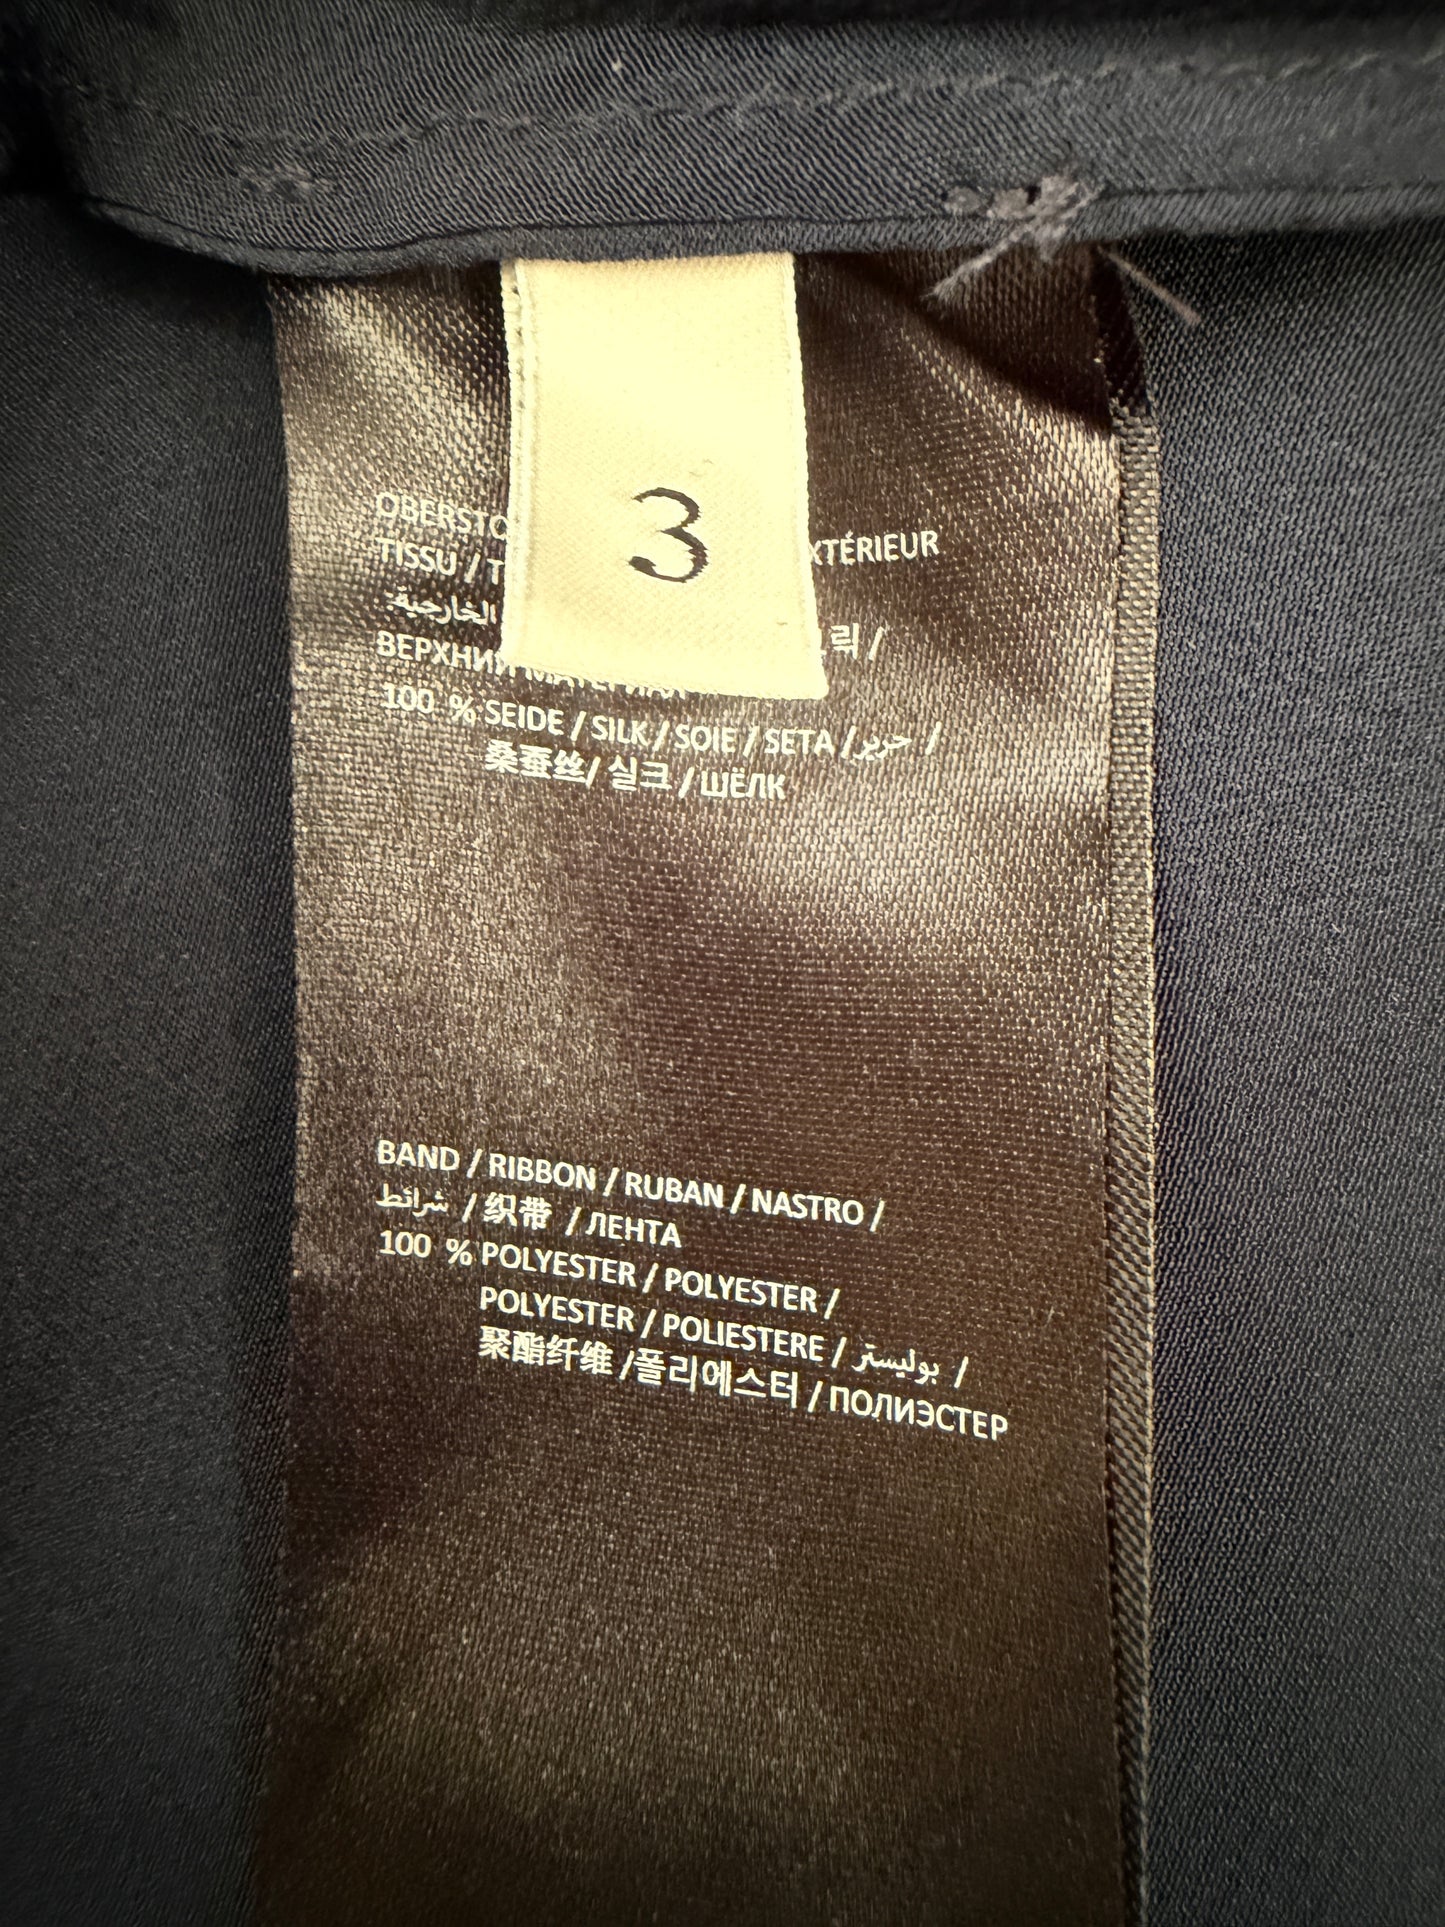 3
XTÉRIEUR
TISSU /
الخارجية:
릭 /
ВЕРХНИЙ МАТЕРИАЛ
100 % SEIDE / SILK / SOIE / SETA / حرير /
桑蚕丝/ 실크 / ШЁЛК
BAND / RIBBON / RUBAN / NASTRO /
شرائط / 织带 / ЛЕНТА
100 % POLYESTER / POLYESTER /
POLYESTER / POLIESTERE / بوليستر /
聚酯纤维 /폴리에스터 / ПОЛИЭСТЕР